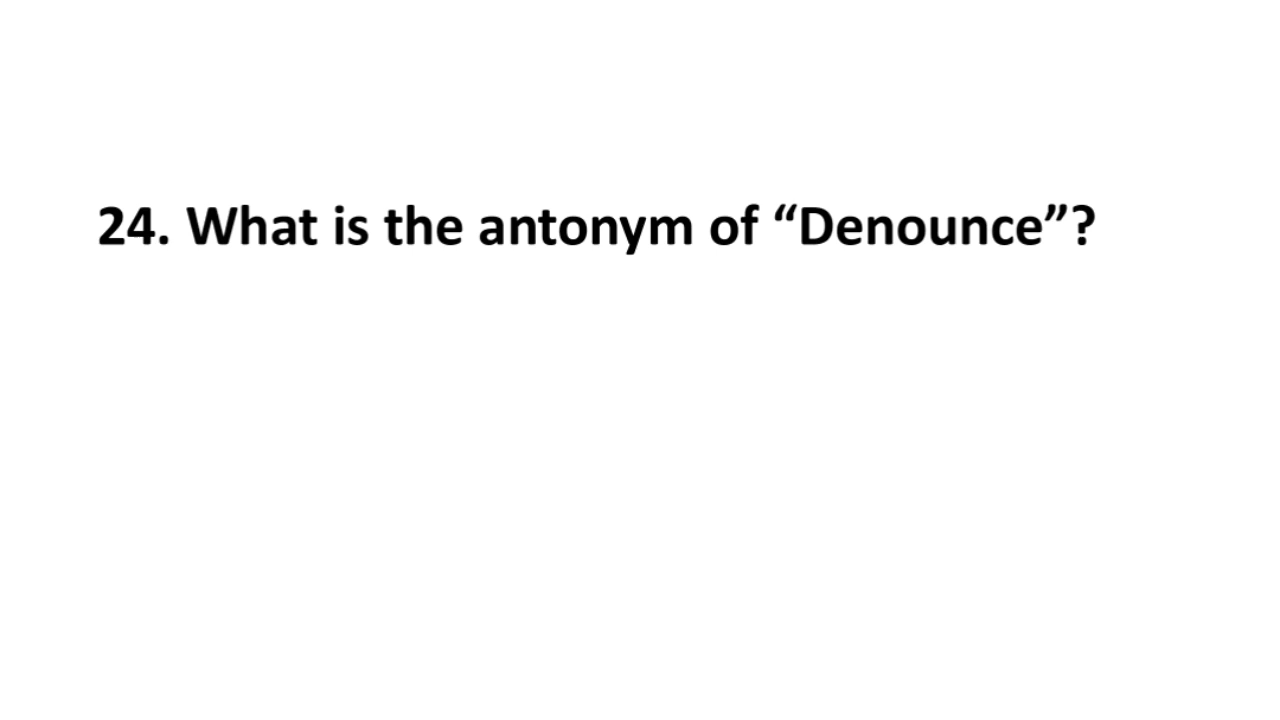 24. What is the antonym of “Denounce”?